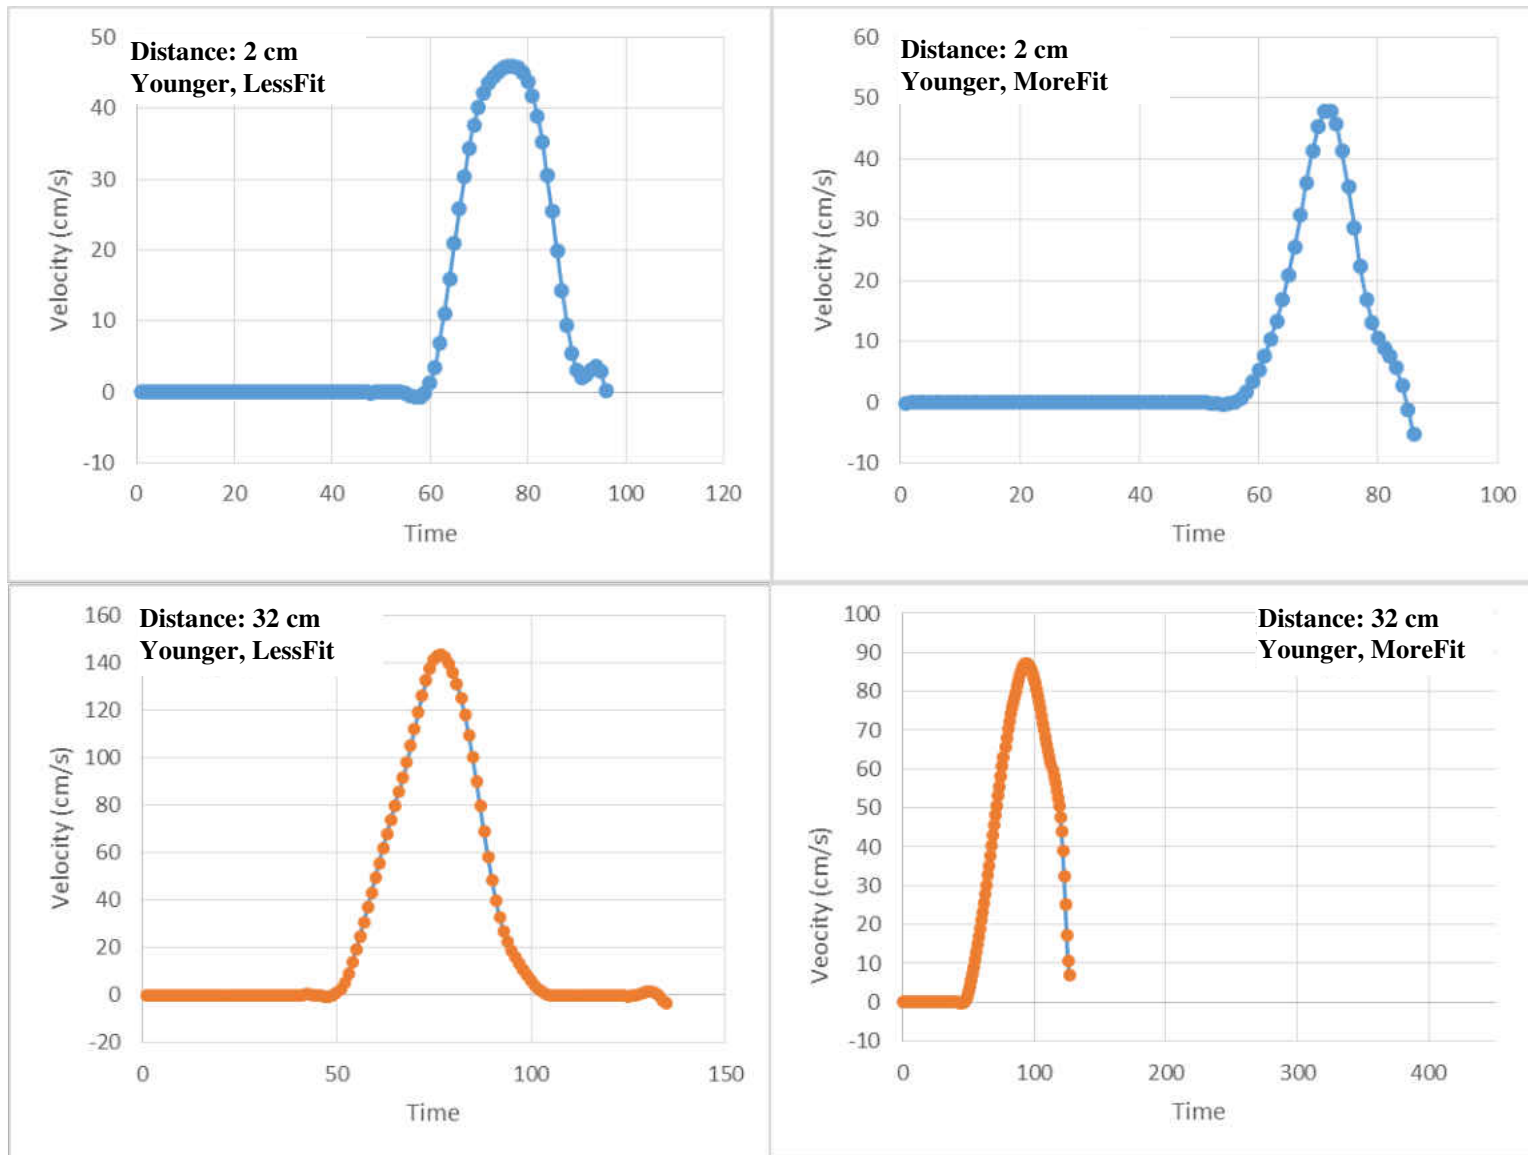 Distance: 2 cm
Younger, LessFit
50
40
30
20
10
0
-10
Velocity (cm/s)
0 20 40 60 80 100 120
Time
Distance: 2 cm
Younger, MoreFit
60
50
40
30
20
10
0
-10
Velocity (cm/s)
0 20 40 60 80 100
Time
Distance: 32 cm
Younger, LessFit
160
140
120
100
80
60
40
20
0
-20
Velocity (cm/s)
0 50 100 150
Time
Distance: 32 cm
Younger, MoreFit
100
90
80
70
60
50
40
30
20
10
0
-10
Veocity (cm/s)
0 100 200 300 400
Time